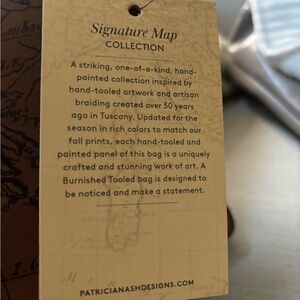 Signature Map
COLLECTION
A striking, one-of-a-kind, hand-
painted collection inspired by
hand-tooled artwork and artisan
braiding created over 50 years
ago in Tuscany. Updated for the
season in rich colors to match our
fall prints, each hand-tooled and
painted panel of this bag is a uniquely
crafted and stunning work of art. A
Burnished Tooled bag is designed to
be noticed and make a statement.
PATRICIANASHDESIGNS.COM